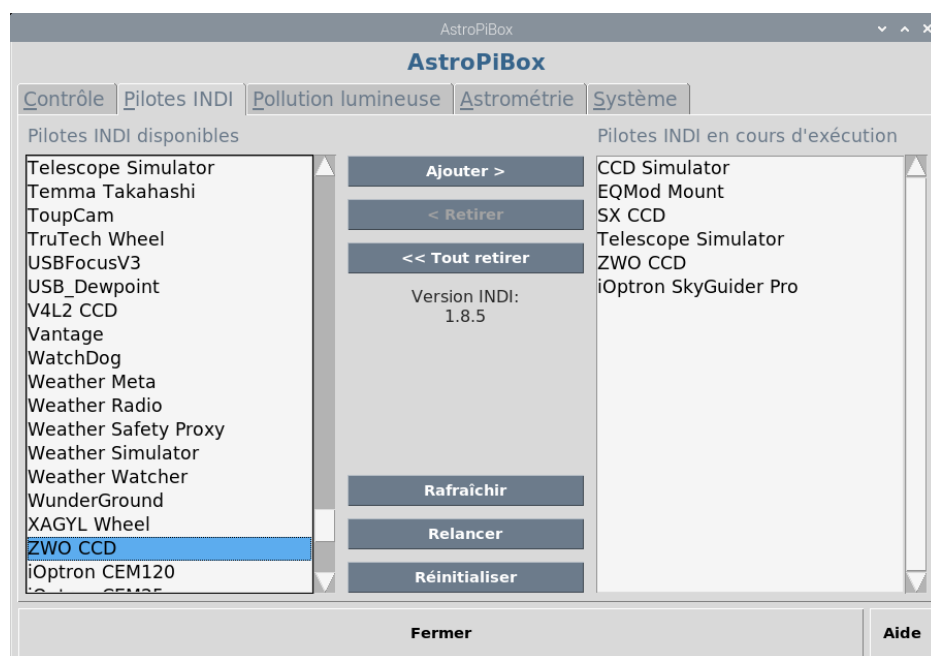 AstroPiBox
AstroPiBox
Contrôle Pilotes INDI Pollution lumineuse Astrométrie Système
Pilotes INDI disponibles
Telescope Simulator
Temma Takahashi
ToupCam
TruTech Wheel
USBFocusV3
USB_Dewpoint
V4L2 CCD
Vantage
WatchDog
Weather Meta
Weather Radio
Weather Safety Proxy
Weather Simulator
Weather Watcher
WunderGround
XAGYL Wheel
ZWO CCD
iOptron CEM120
Ajouter >
< Retirer
<< Tout retirer
Version INDI:
1.8.5
Rafraîchir
Relancer
Réinitialiser
Pilotes INDI en cours d'exécution
CCD Simulator
EQMod Mount
SX CCD
Telescope Simulator
ZWO CCD
iOptron SkyGuider Pro
Fermer
Aide